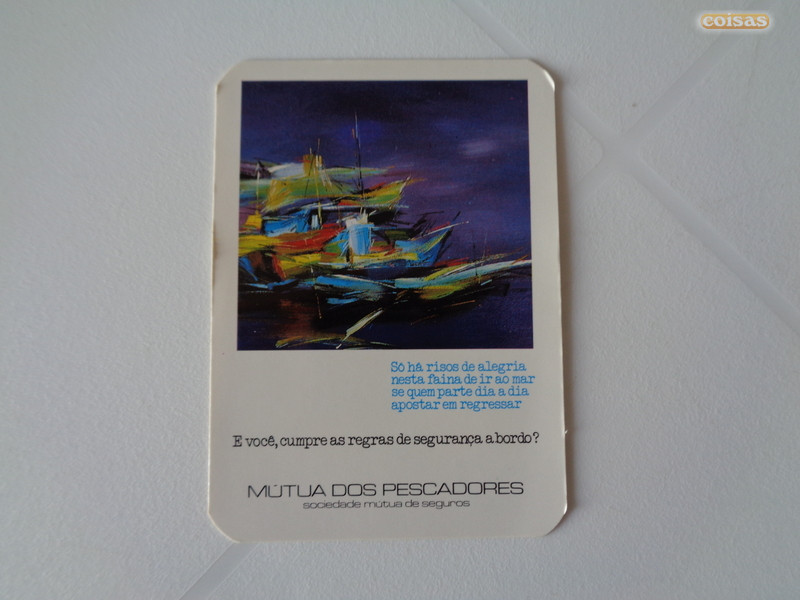 coisas
Só há risos de alegria
nesta faina de ir ao mar
se quem parte dia a dia
apostar em regressar
E você, cumpre as regras de segurança a bordo?
MÚTUA DOS PESCADORES
sociedade mútua de seguros